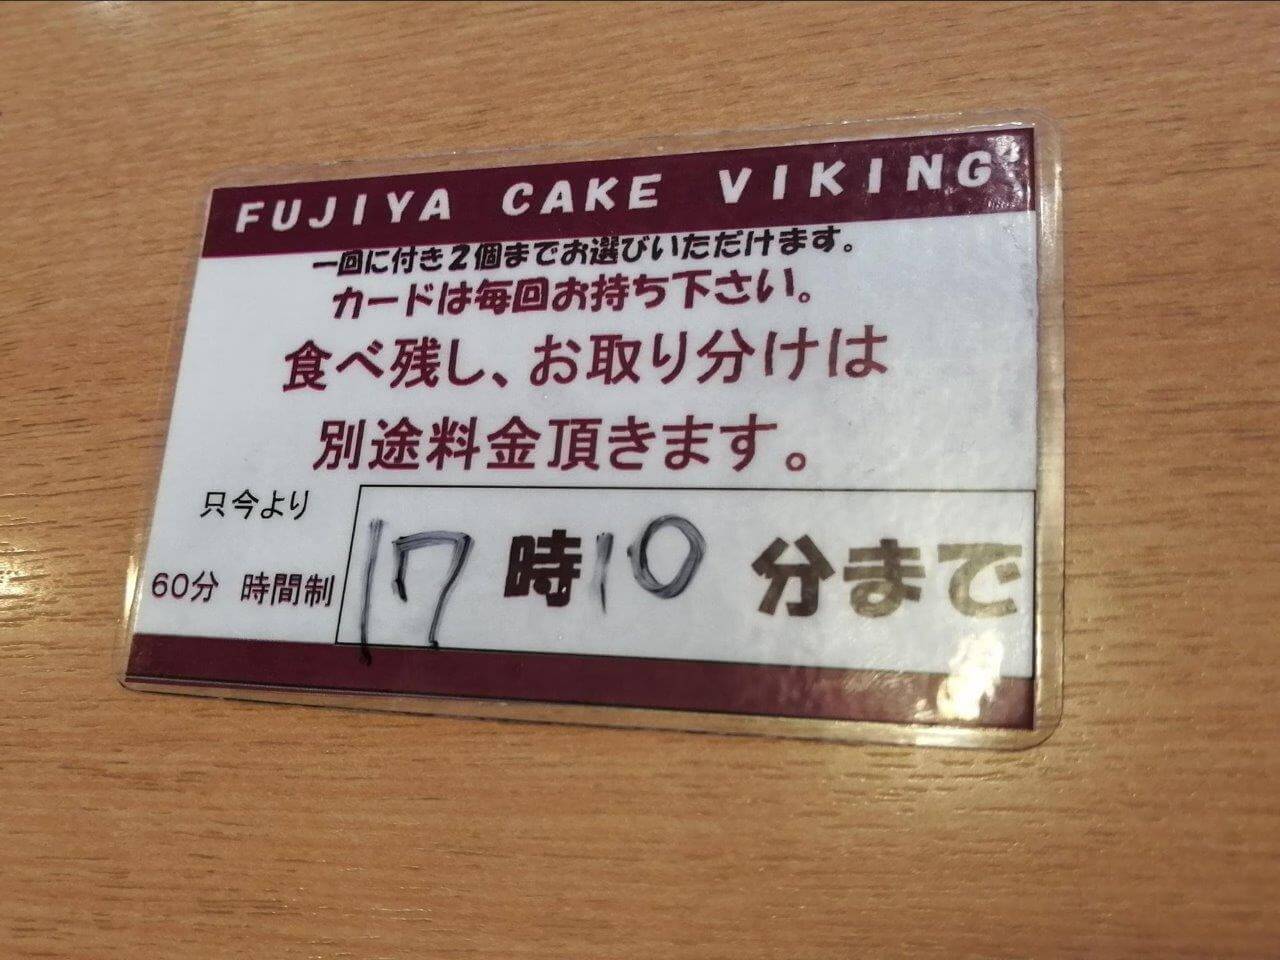 FUJIYA CAKE VIKING
一回に付き2個までお選びいただけます。
カードは毎回お持ち下さい。
食べ残し、お取り分けは
別途料金頂きます。
只今より
60分 時間制
17時10分まで